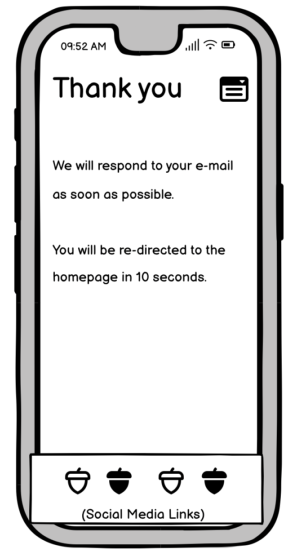 09:52 AM
Thank you
We will respond to your e-mail
as soon as possible.
You will be re-directed to the
homepage in 10 seconds.
(Social Media Links)